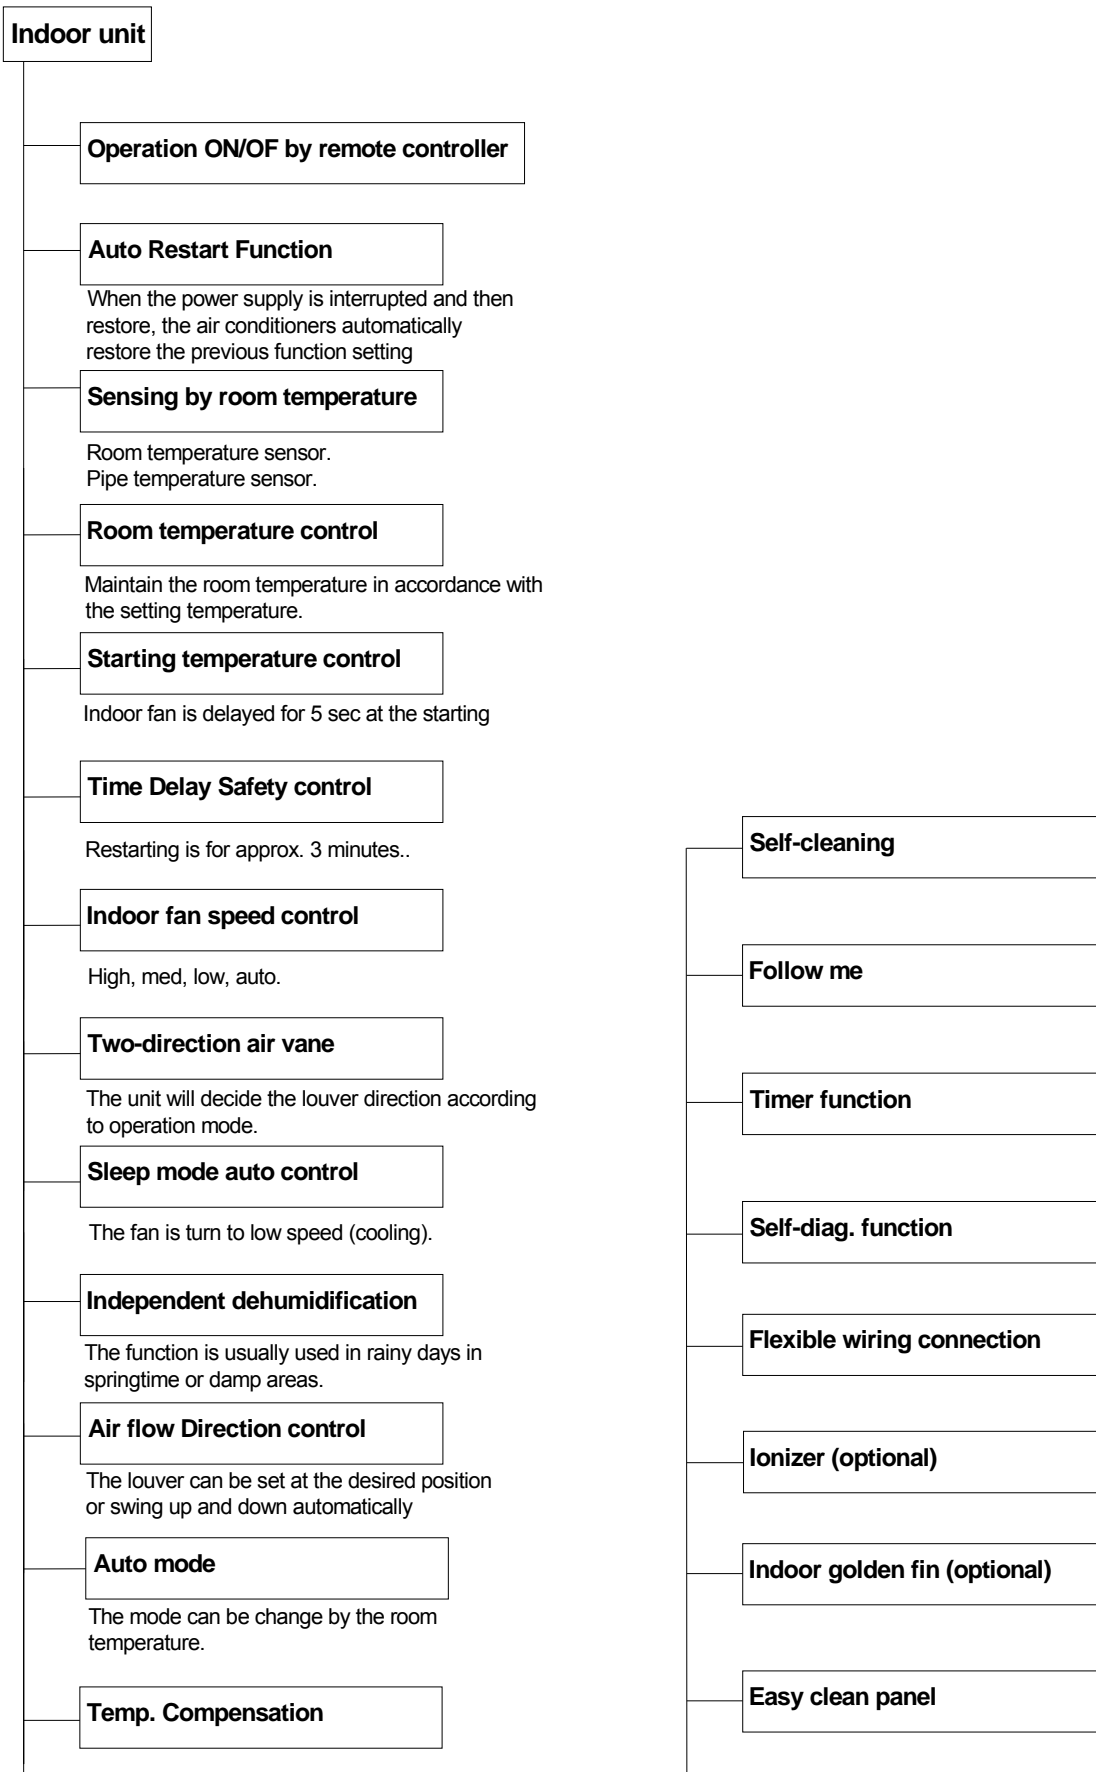 Indoor unit
Operation ON/OF by remote controller
Auto Restart Function
When the power supply is interrupted and then
restore, the air conditioners automatically
restore the previous function setting
Sensing by room temperature
Room temperature sensor.
Pipe temperature sensor.
Room temperature control
Maintain the room temperature in accordance with
the setting temperature.
Starting temperature control
Indoor fan is delayed for 5 sec at the starting
Time Delay Safety control
Restarting is for approx. 3 minutes..
Indoor fan speed control
High, med, low, auto.
Two-direction air vane
The unit will decide the louver direction according
to operation mode.
Sleep mode auto control
The fan is turn to low speed (cooling).
Independent dehumidification
The function is usually used in rainy days in
springtime or damp areas.
Air flow Direction control
The louver can be set at the desired position
or swing up and down automatically
Auto mode
The mode can be change by the room
temperature.
Temp. Compensation
Self-cleaning
Follow me
Timer function
Self-diag. function
Flexible wiring connection
Ionizer (optional)
Indoor golden fin (optional)
Easy clean panel